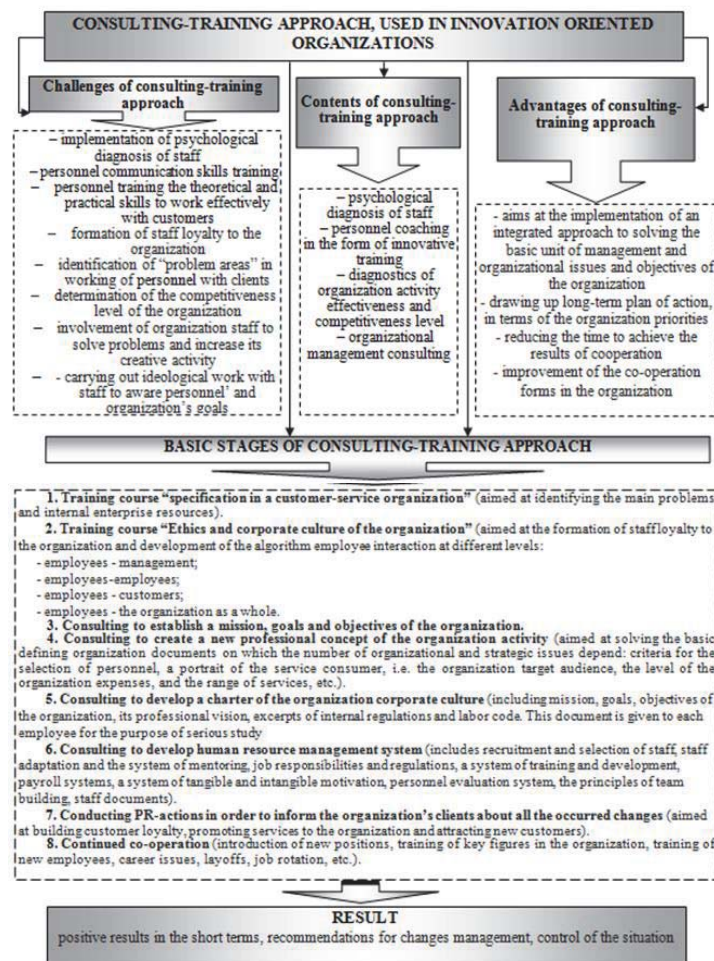 CONSULTING-TRAINING APPROACH, USED IN INNOVATION ORIENTED
ORGANIZATIONS
Challenges of consulting-training
approach
– implementation of psychological
diagnosis of staff
–personnel communication skills training
– personnel training the theoretical and
practical skills to work effectively
with customers
– formation of staff loyalty to the
organization
– identification of "problem areas" in
working of personnel with clients
– determination of the competitiveness
level of the organization
– involvement of organization staff to
solve problems and increase its
creative activity
– - carrying out ideological work with
staff to aware personnel' and
organization's goals
Contents of consulting-
training approach
– psychological
diagnosis of staff
– personnel coaching
in the form of innovative
training
– diagnostics of
organization activity
effectiveness and
competitiveness level
– organizational
management consulting
Advantages of consulting-
training approach
- aims at the implementation of an
integrated approach to solving the
basic unit of management and
organizational issues and objectives of
the organization
- drawing up long-term plan of action,
in terms of the organization priorities
- reducing the time to achieve the
results of cooperation
- improvement of the co-operation
forms in the organization
BASIC STAGES OF CONSULTING-TRAINING APPROACH
1. Training course "specification in a customer-service organization" (aimed at identifying the main problems
and internal enterprise resources).
2. Training course "Ethics and corporate culture of the organization" (aimed at the formation of staff loyalty to
the organization and development of the algorithm employee interaction at different levels:
- employees - management;
- employees-employees;
- employees - customers;
- employees - the organization as a whole.
3. Consulting to establish a mission, goals and objectives of the organization.
4. Consulting to create a new professional concept of the organization activity (aimed at solving the basic
defining organization documents on which the number of organizational and strategic issues depend: criteria for the
selection of personnel, a portrait of the service consumer, i.e. the organization target audience, the level of the
organization expenses, and the range of services, etc.).
5. Consulting to develop a charter of the organization corporate culture (including mission, goals, objectives of
the organization, its professional vision, excerpts of internal regulations and labor code. This document is given to each
employee for the purpose of serious study
6. Consulting to develop human resource management system (includes recruitment and selection of staff, staff
adaptation and the system of mentoring, job responsibilities and regulations, a system of training and development,
payroll systems, a system of tangible and intangible motivation, personnel evaluation system, the principles of team
building, staff documents).
7. Conducting PR-actions in order to inform the organization's clients about all the occurred changes (aimed
at building customer loyalty, promoting services to the organization and attracting new customers).
8. Continued co-operation (introduction of new positions, training of key figures in the organization, training of
new employees, career issues, layoffs, job rotation, etc.).
RESULT
positive results in the short terms, recommendations for changes management, control of the situation